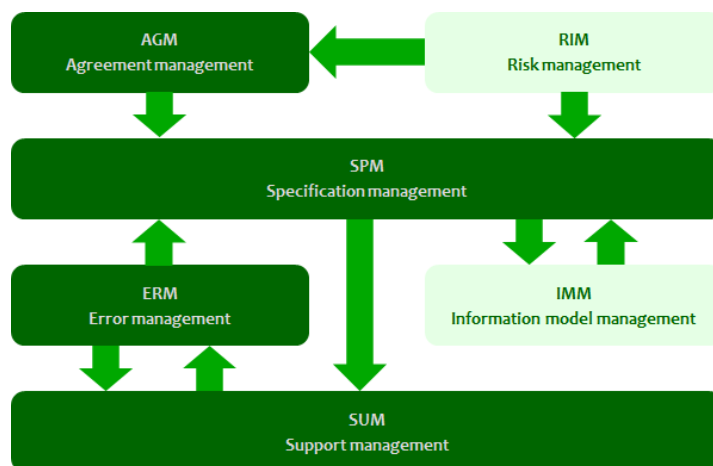 AGM
Agreement management
RIM
Risk management
SPM
Specification management
ERM
Error management
IMM
Information model management
SUM
Support management